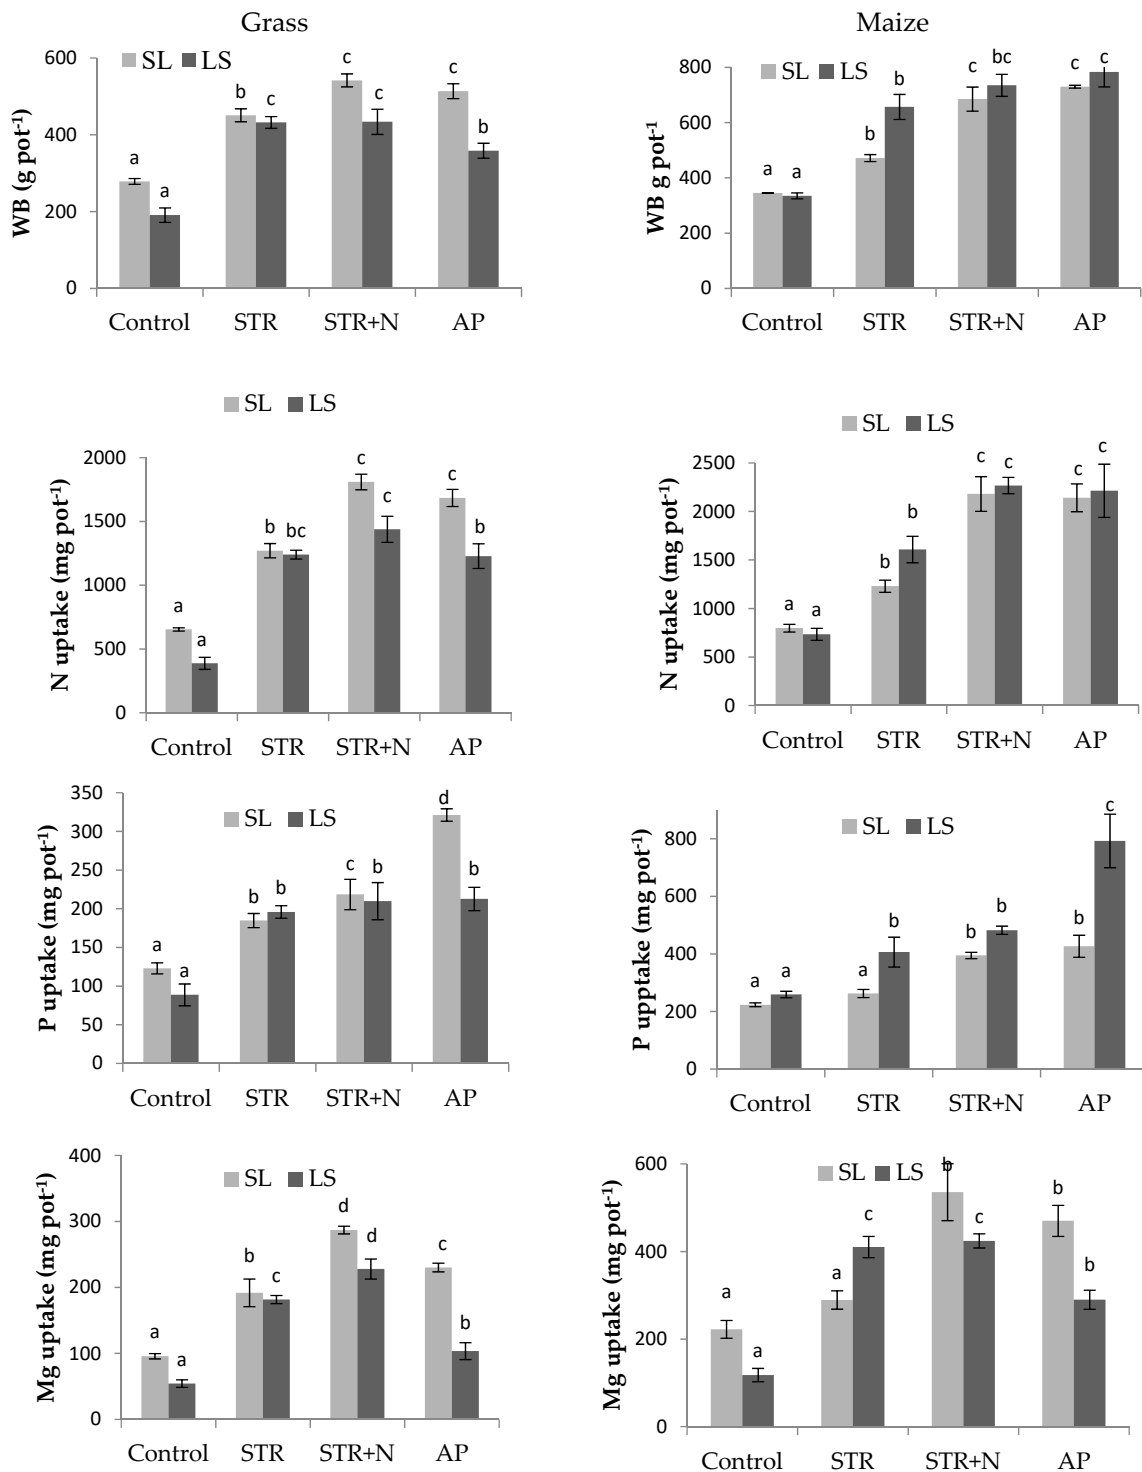 Grass
SL LS
WB (g pot-1)
600
400
200
0
a
a
b
c
c
c
c
b
Control STR STR+N AP
Maize
SL LS
WB g pot-1
800
600
400
200
0
a
a
b
b
c
bc
c
c
Control STR STR+N AP
SL LS
N uptake (mg pot-1)
2000
1500
1000
500
0
a
a
b
bc
c
c
c
b
Control STR STR+N AP
SL LS
N uptake (mg pot-1)
2500
2000
1500
1000
500
0
a
a
b
b
c
c
c
c
Control STR STR+N AP
SL LS
P uptake (mg pot-1)
350
300
250
200
150
100
50
0
a
a
b
b
c
b
d
b
Control STR STR+N AP
SL LS
P upptake (mg pot-1)
800
600
400
200
0
a
a
a
b
b
b
b
c
Control STR STR+N AP
SL LS
Mg uptake (mg pot-1)
400
300
200
100
0
a
a
b
c
d
d
c
b
Control STR STR+N AP
SL LS
Mg uptake (mg pot-1)
600
400
200
0
a
a
a
c
b
c
b
b
Control STR STR+N AP